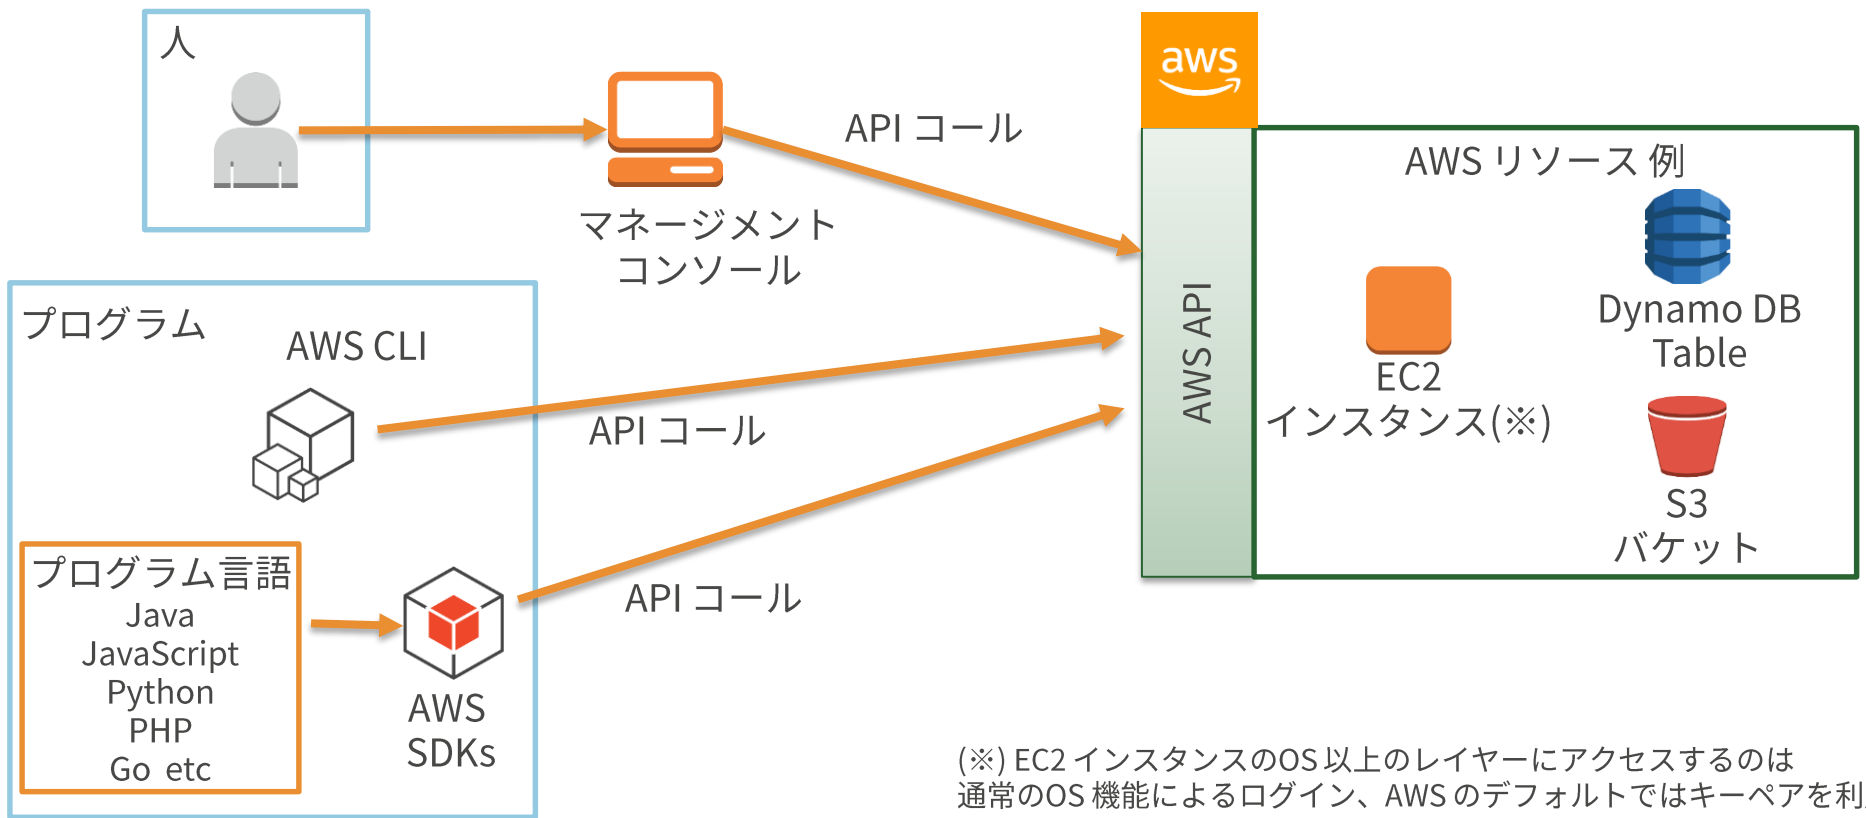 人
aws
API コール
AWS リソース 例
マネージメント
コンソール
Dynamo DB
Table
AWS API
EC2
インスタンス(※)
S3
バケット
プログラム
AWS CLI
API コール
プログラム言語
Java
JavaScript
Python
PHP
Go etc
AWS
SDKs
API コール
(※) EC2 インスタンスのOS 以上のレイヤーにアクセスするのは
通常のOS 機能によるログイン、AWS のデフォルトではキーペアを利